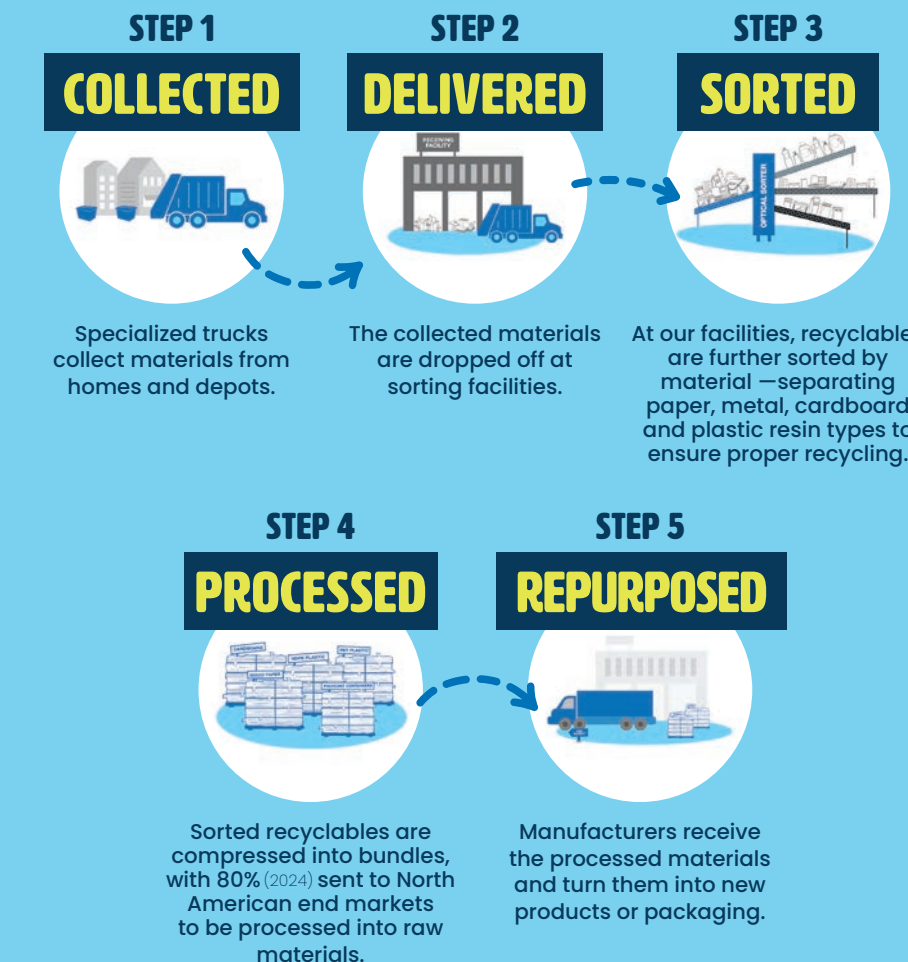 STEP 1
COLLECTED
Specialized trucks
collect materials from
homes and depots.
STEP 2
DELIVERED
RECEIVING
FACILITY
The collected materials
are dropped off at
sorting facilities.
STEP 3
SORTED
OPTICAL SORTER
At our facilities, recyclable
are further sorted by
material —separating
paper, metal, cardboard
and plastic resin types to
ensure proper recycling.
STEP 4
PROCESSED
CARDBOARD
Sorted recyclables are
compressed into bundles,
with 80% (2024) sent to North
American end markets
to be processed into raw
materials.
STEP 5
REPURPOSED
Manufacturers receive
the processed materials
and turn them into new
products or packaging.